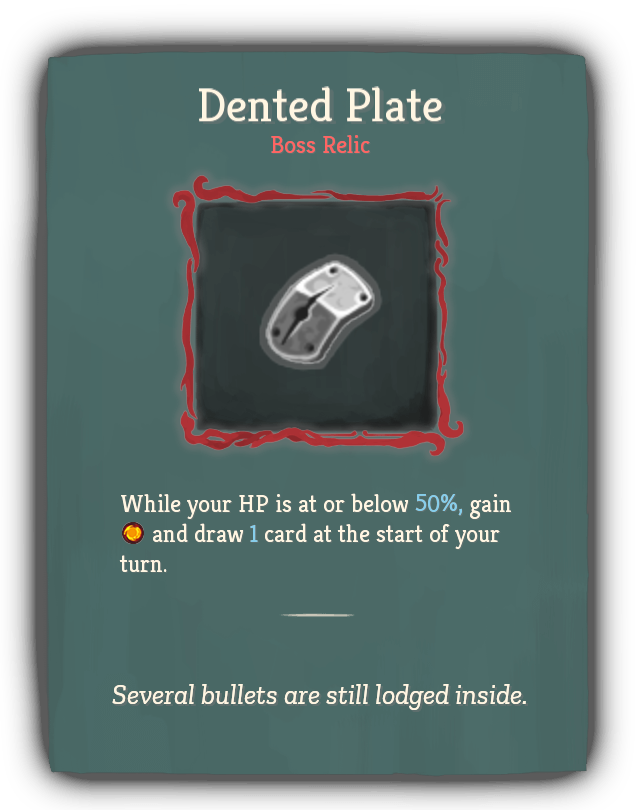 Dented Plate
Boss Relic
While your HP is at or below 50%, gain
and draw 1 card at the start of your
turn.
Several bullets are still lodged inside.